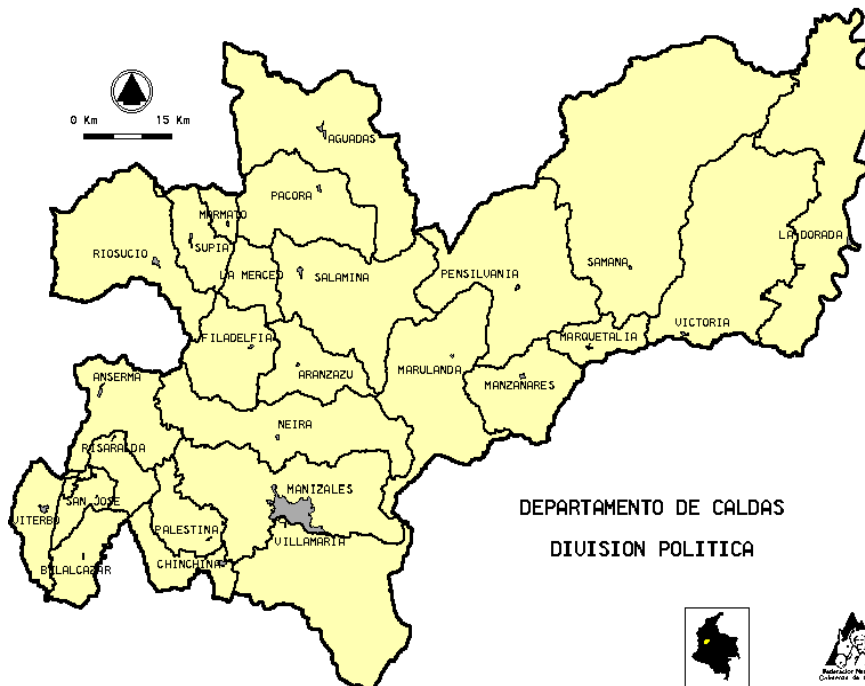 0 Km 15 Km
AGUADAS
PACORA
MARMATO
SUPIA
RIOSUCIO
LA MERCED
SALAMINA
PENSILVANIA
SAMANA
LA DORADA
FILADELFIA
ARANZAZU
MARULANDA
MARQUETALIA
VICTORIA
MANZANARES
ANSERMA
NEIRA
RISARALDA
MANIZALES
SAN JOSE
VITERBO
PALESTINA
VILLAMARIA
CHINCHINA
BELALCAZAR
DEPARTAMENTO DE CALDAS
DIVISION POLITICA